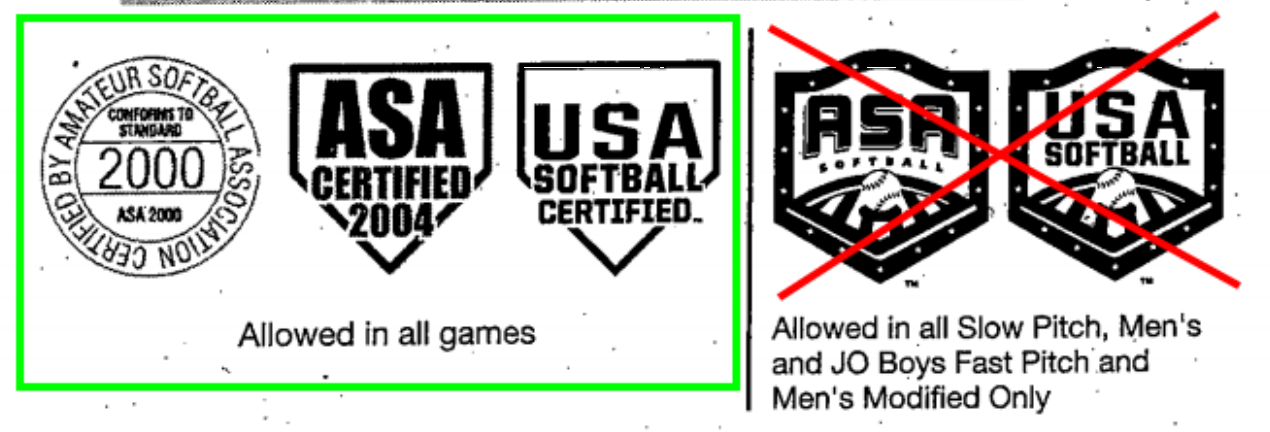 CERTIFIED BY AMATEUR SOFTBALL ASSOCIATION
CONFORMS TO
STANDARD
2000
ASA 2000
ASA
CERTIFIED
2004
USA
SOFTBALL
CERTIFIED™
Allowed in all games
ASA
SOFTBALL
TM
USA
SOFTBALL
TM
Allowed in all Slow Pitch, Men's
and JO Boys Fast Pitch and
Men's Modified Only